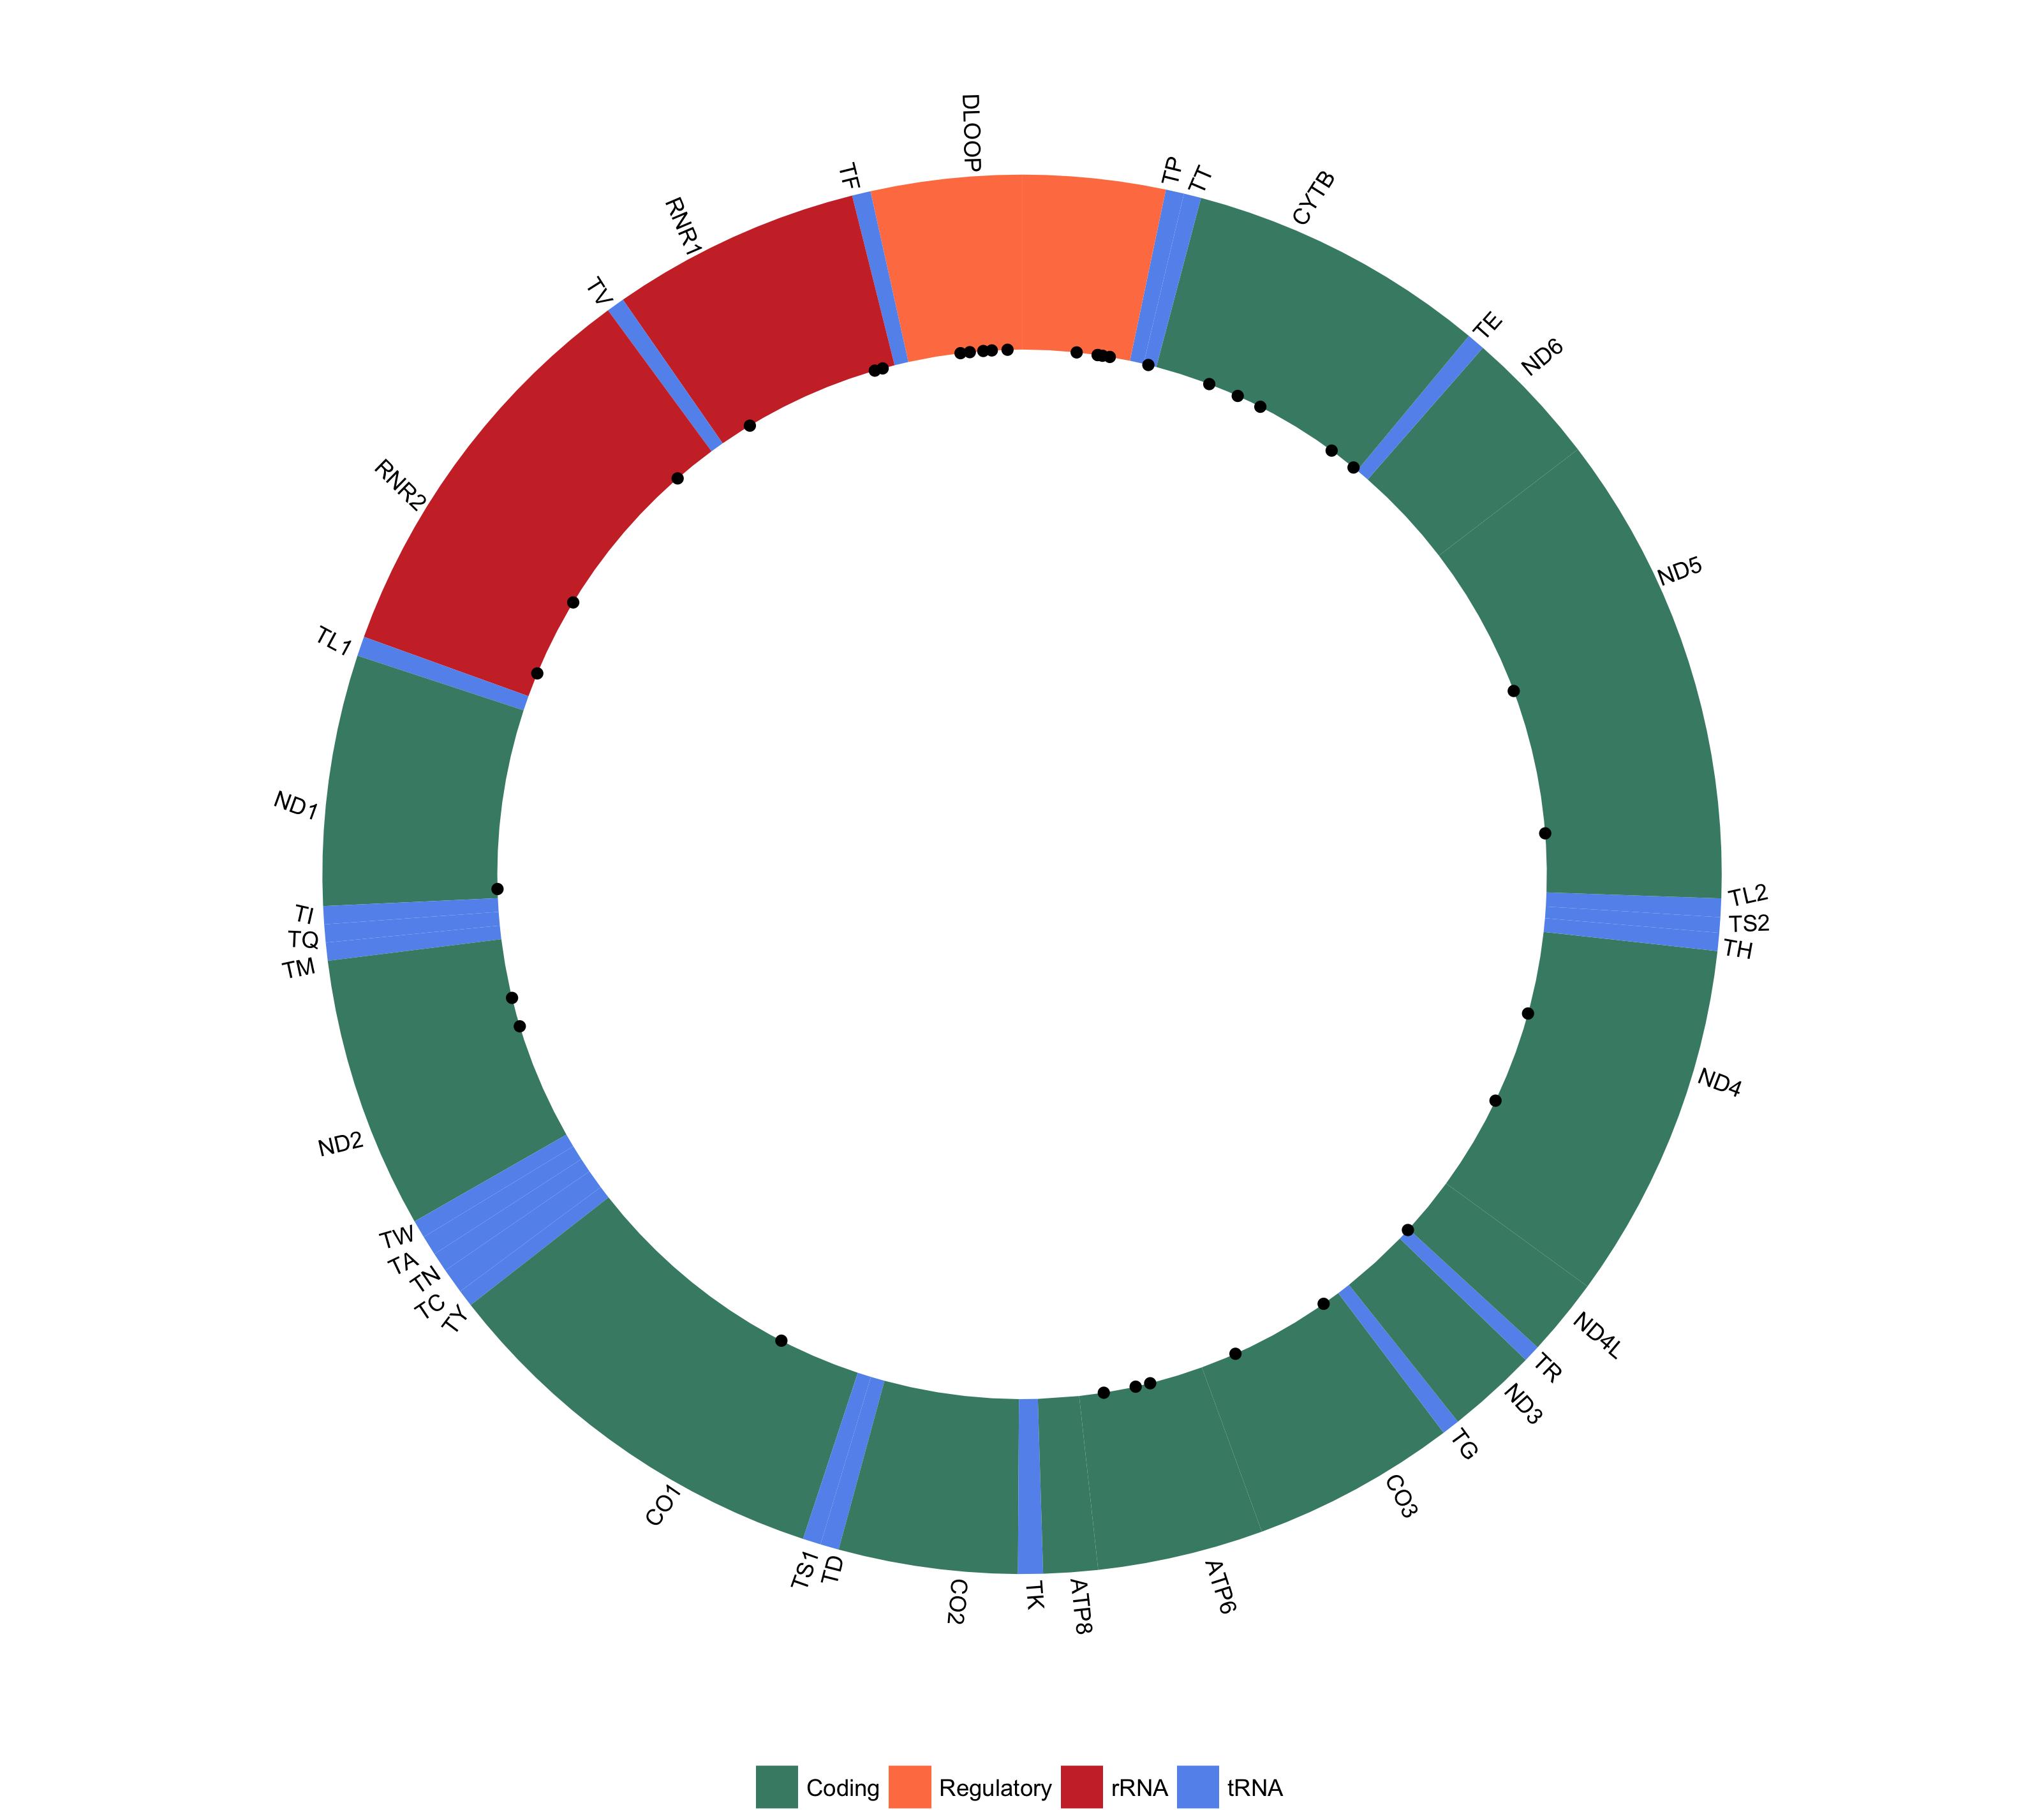 DLOOP
TP
TT
CYTB
TE
ND6
ND5
TL2
TS2
TH
ND4
ND4L
TR
ND3
TG
CO3
ATP6
ATP8
TK
CO2
TD
TS1
CO1
TY
TC
TN
TA
TW
ND2
TM
TQ
TI
ND1
TL1
RNR2
TV
RNR1
TF
Coding Regulatory rRNA tRNA